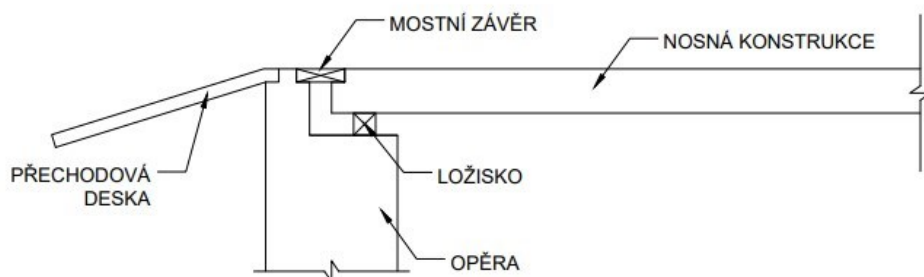 MOSTNÍ ZÁVĚR
NOSNÁ KONSTRUKCE
PŘECHODOVÁ
DESKA
LOŽISKO
OPĚRA